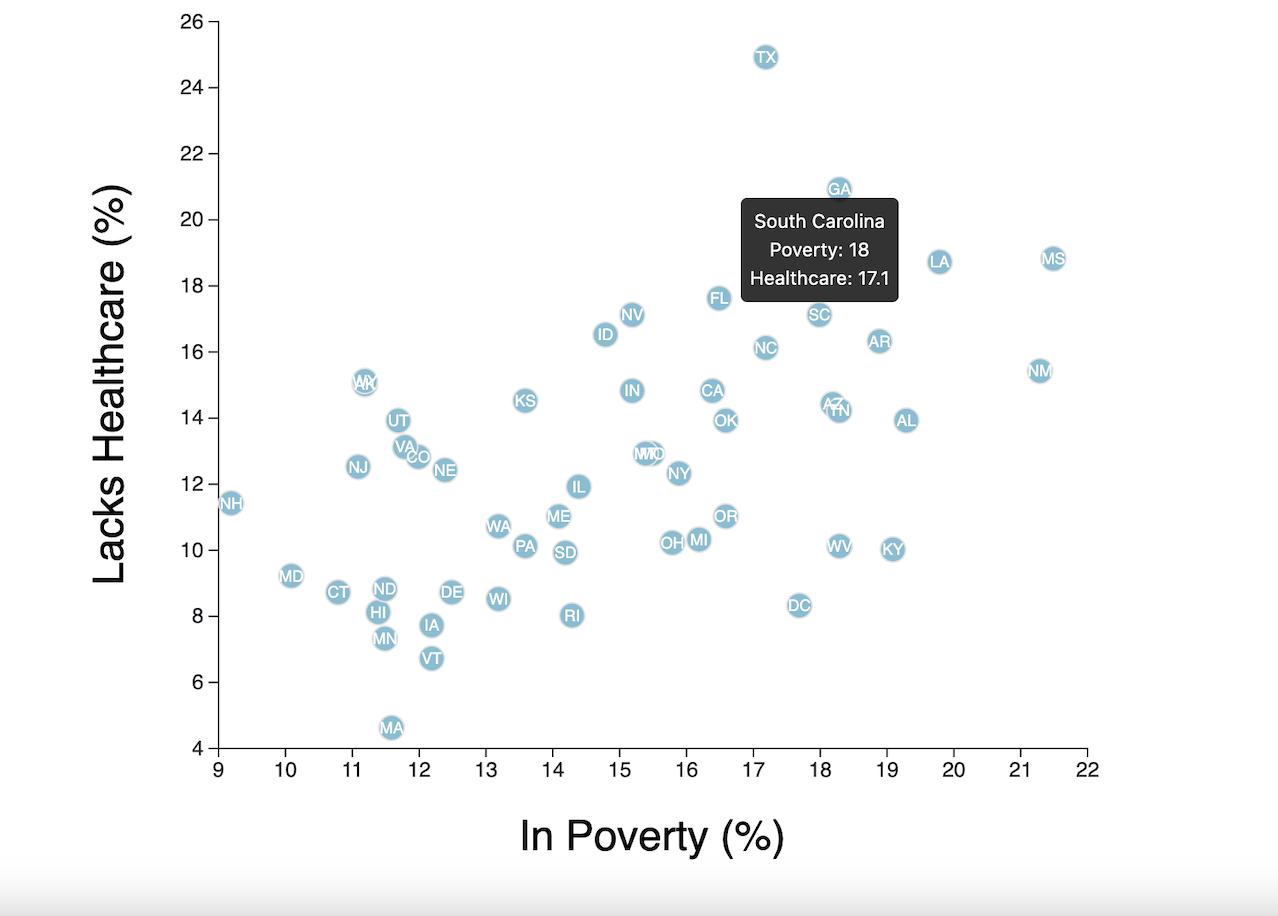 26
24
22
20
18
16
14
12
10
8
6
4
Lacks Healthcare (%)
TX
GA
South Carolina
Poverty: 18
Healthcare: 17.1
MS
LA
FL
NV
SC
ID
AR
NC
NM
WY
IN
CA
KS
AZ
TN
UT
OK
AL
VA
CO
MO
NJ
NE
NY
IL
NH
ME
OR
WA
MI
OH
PA
WV
KY
SD
MD
ND
CT
DE
WI
DC
HI
RI
IA
MN
VT
MA
9 10 11 12 13 14 15 16 17 18 19 20 21 22
In Poverty (%)